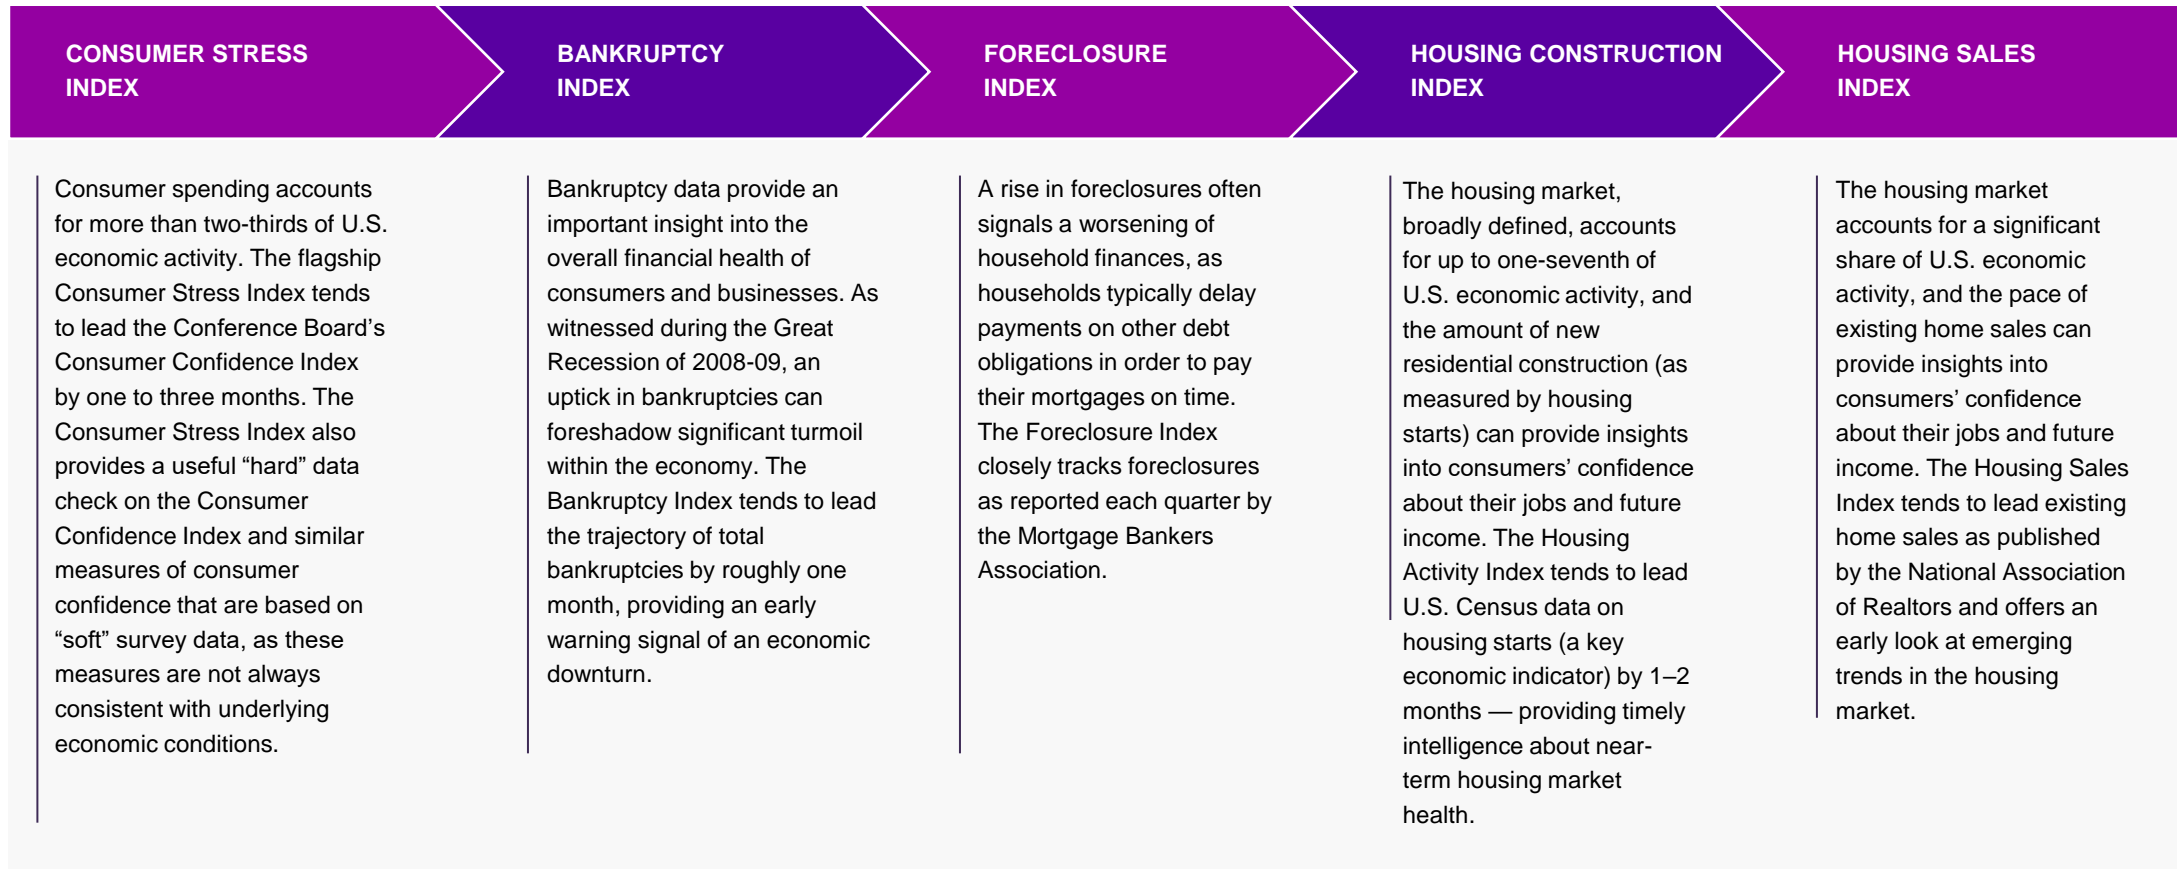 CONSUMER STRESS
INDEX
BANKRUPTCY
INDEX
FORECLOSURE
INDEX
HOUSING CONSTRUCTION
INDEX
HOUSING SALES
INDEX
Consumer spending accounts
for more than two-thirds of U.S.
economic activity. The flagship
Consumer Stress Index tends
to lead the Conference Board’s
Consumer Confidence Index
by one to three months. The
Consumer Stress Index also
provides a useful “hard” data
check on the Consumer
Confidence Index and similar
measures of consumer
confidence that are based on
“soft” survey data, as these
measures are not always
consistent with underlying
economic conditions.
Bankruptcy data provide an
important insight into the
overall financial health of
consumers and businesses. As
witnessed during the Great
Recession of 2008-09, an
uptick in bankruptcies can
foreshadow significant turmoil
within the economy. The
Bankruptcy Index tends to lead
the trajectory of total
bankruptcies by roughly one
month, providing an early
warning signal of an economic
downturn.
A rise in foreclosures often
signals a worsening of
household finances, as
households typically delay
payments on other debt
obligations in order to pay
their mortgages on time.
The Foreclosure Index
closely tracks foreclosures
as reported each quarter by
the Mortgage Bankers
Association.
The housing market,
broadly defined, accounts
for up to one-seventh of
U.S. economic activity, and
the amount of new
residential construction (as
measured by housing
starts) can provide insights
into consumers’ confidence
about their jobs and future
income. The Housing
Activity Index tends to lead
U.S. Census data on
housing starts (a key
economic indicator) by 1–2
months — providing timely
intelligence about near-
term housing market
health.
The housing market
accounts for a significant
share of U.S. economic
activity, and the pace of
existing home sales can
provide insights into
consumers’ confidence
about their jobs and future
income. The Housing Sales
Index tends to lead existing
home sales as published
by the National Association
of Realtors and offers an
early look at emerging
trends in the housing
market.